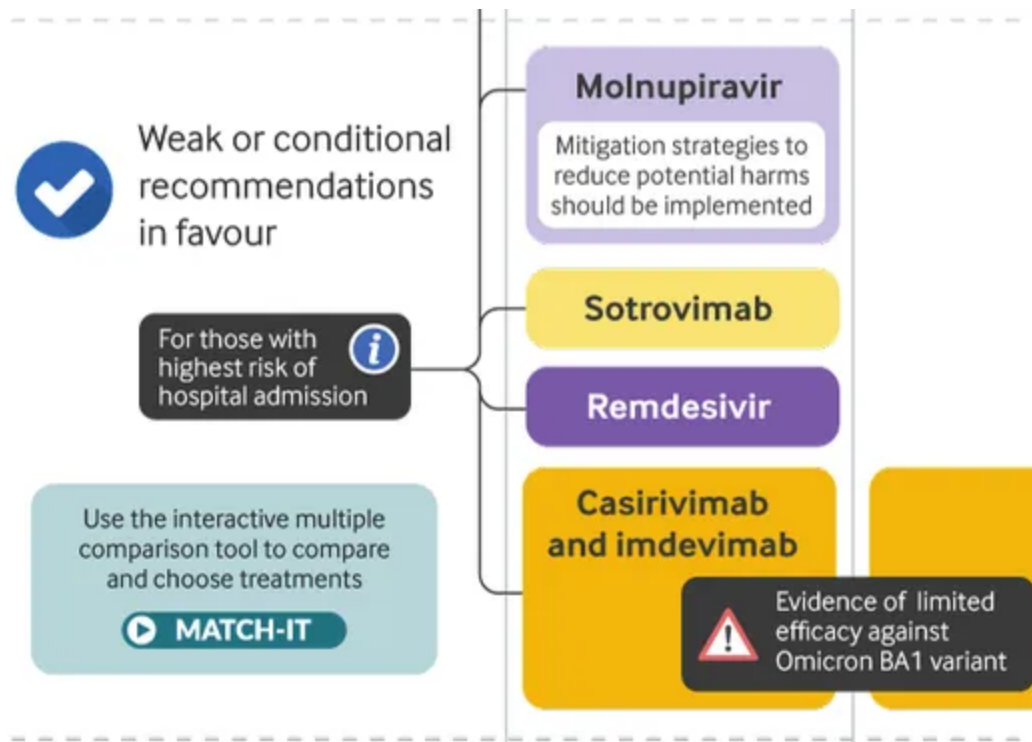 Weak or conditional
recommendations
in favour
For those with
highest risk of
hospital admission
i
Use the interactive multiple
comparison tool to compare
and choose treatments
MATCH-IT
Molnupiravir
Mitigation strategies to
reduce potential harms
should be implemented
Sotrovimab
Remdesivir
Casirivimab
and imdevimab
!
Evidence of limited
efficacy against
Omicron BA1 variant